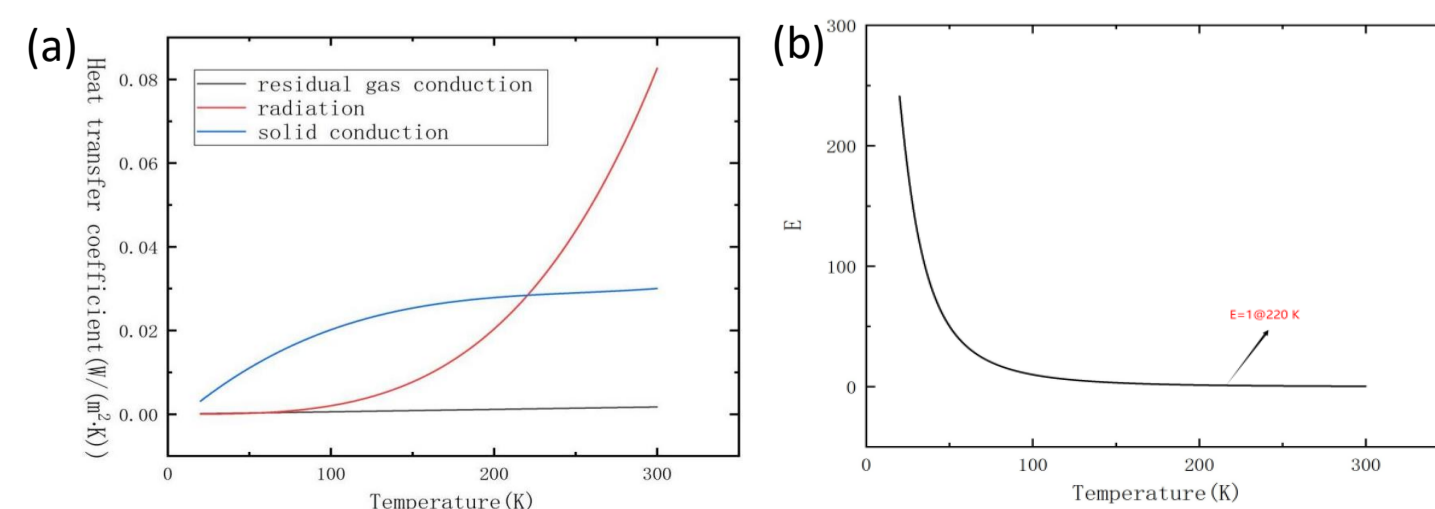 (a)
Heat transfer coefficient(W/(m²·K))
0.08
0.06
0.04
0.02
0.00
residual gas conduction
radiation
solid conduction
0
100
200
300
Temperature(K)
(b)
E
300
200
100
0
E=1@220 K
0
100
200
300
Temperature(K)